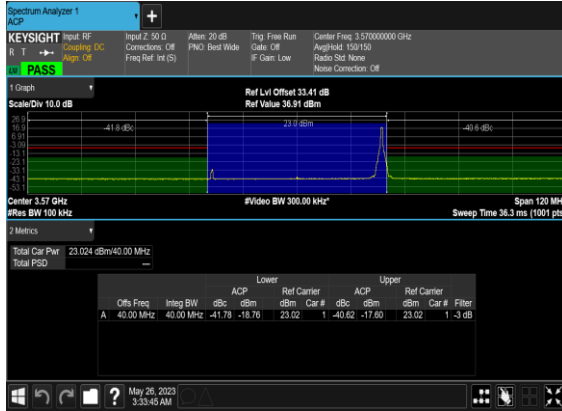 Spectrum Analyzer 1
ACP
+
KEYSIGHT Input: RF Input Z: 50 Ω Atten: 20 dB Trig: Free Run Center Freq: 3.570000000 GHz
R T Coupling: DC Corrections: Off PNO: Best Wide Gate: Off Avg|Hold: 150/150
Align: Off Freq Ref: Int (S) IF Gain: Low Radio Std: None
Noise Correction: Off
PASS
1 Graph
Ref Lvl Offset 33.41 dB
Scale/Div 10.0 dB Ref Value 36.91 dBm
26.9
16.9 -41.8 dBc 23.0 dBm -40.6 dBc
6.91
-3.09
-13.1
-23.1
-33.1
-43.1
-53.1
Center 3.57 GHz #Video BW 300.00 kHz* Span 120 MH
#Res BW 100 kHz Sweep Time 36.3 ms (1001 pts
2 Metrics
Total Car Pwr 23.024 dBm/40.00 MHz
Total PSD —
Lower Upper
ACP Ref Carrier ACP Ref Carrier
Offs Freq Integ BW dBc dBm dBm Car # dBc dBm dBm Car # Filter
A 40.00 MHz 40.00 MHz -41.78 -18.76 23.02 1 -40.62 -17.60 23.02 1 -3 dB
?
May 26, 2023
3:33:45 AM